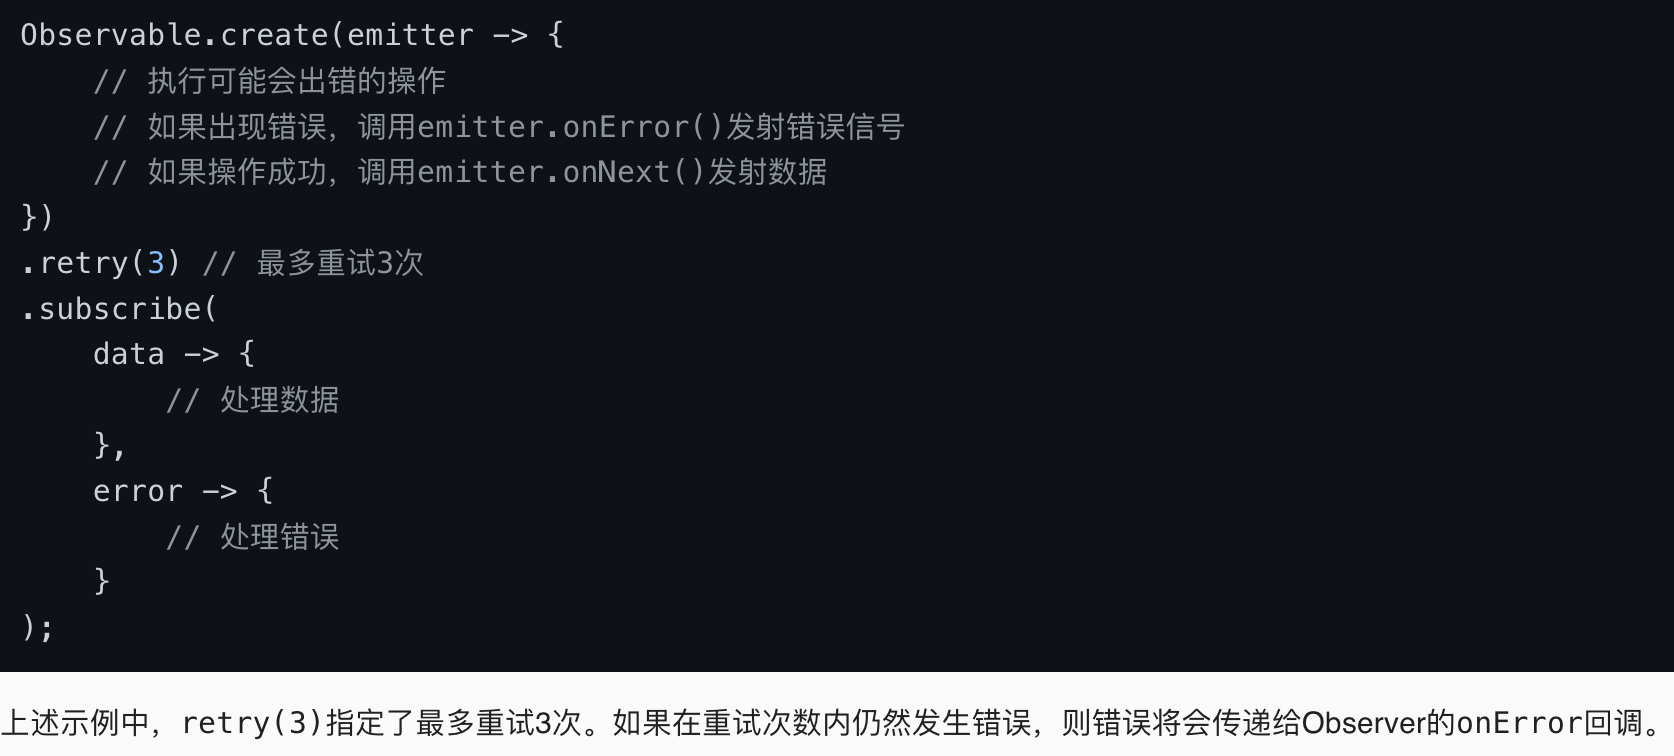 Observable.create(emitter -> {
    // 执行可能会出错的操作
    // 如果出现错误，调用emitter.onError()发射错误信号
    // 如果操作成功，调用emitter.onNext()发射数据
})
.retry(3) // 最多重试3次
.subscribe(
    data -> {
        // 处理数据
    },
    error -> {
        // 处理错误
    }
);
上述示例中，retry(3)指定了最多重试3次。如果在重试次数内仍然发生错误，则错误将会传递给Observer的onError回调。